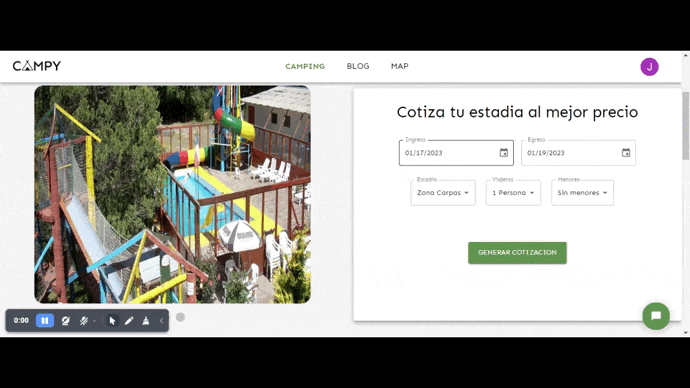 CAMPY
CAMPING BLOG MAP
J
Cotiza tu estadia al mejor precio
Ingreso Egreso
01/17/2023 01/19/2023
Estadía Viajeros Menores
Zona Carpas 1 Persona Sin menores
GENERAR COTIZACION
0:00